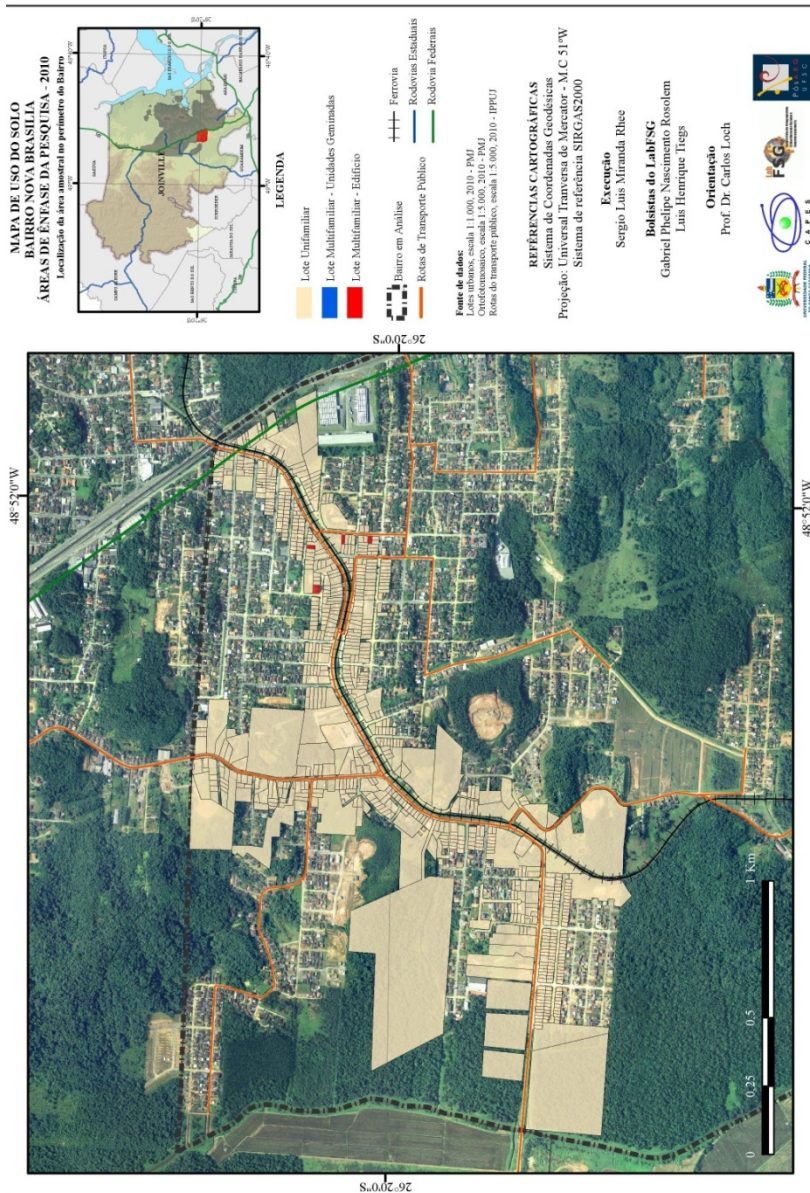 MAPA DE USO DO SOLO
BAIRRO NOVA BRASILIA
ÁREAS DE ÊNFASE DA PESQUISA - 2010
Localização da área amostral no perímetro do Bairro
JOINVILLE
LEGENDA
Lote Unifamiliar
Lote Multifamiliar - Unidades Geminadas
Lote Multifamiliar - Edifício
Bairro em Análise
Rotas de Transporte Público
Ferrovia
Rodovias Estaduais
Rodovia Federais
Fonte de dados:
Lotes urbanos, escala 1:1.000, 2010 - PMJ
Ortofotomosaico, escala 1:5.000, 2010 - PMJ
Rotas do transporte público, escala 1:5.000, 2010 - IPPUJ
REFERÊNCIAS CARTOGRÁFICAS
Sistema de Coordenadas Geodésicas
Projeção: Universal Tranversa de Mercator - M.C 51ºW
Sistema de referência SIRGAS2000
Execução
Sergio Luis Miranda Rhee
Bolsistas do LabFSG
Gabriel Phelipe Nascimento Rosolem
Luis Henrique Tiegs
Orientação
Prof. Dr. Carlos Loch
CAPES
FSG
UFSC
48°52'0"W
48°52'0"W
26°20'0"S
26°20'0"S
0 0,25 0,5 1 Km